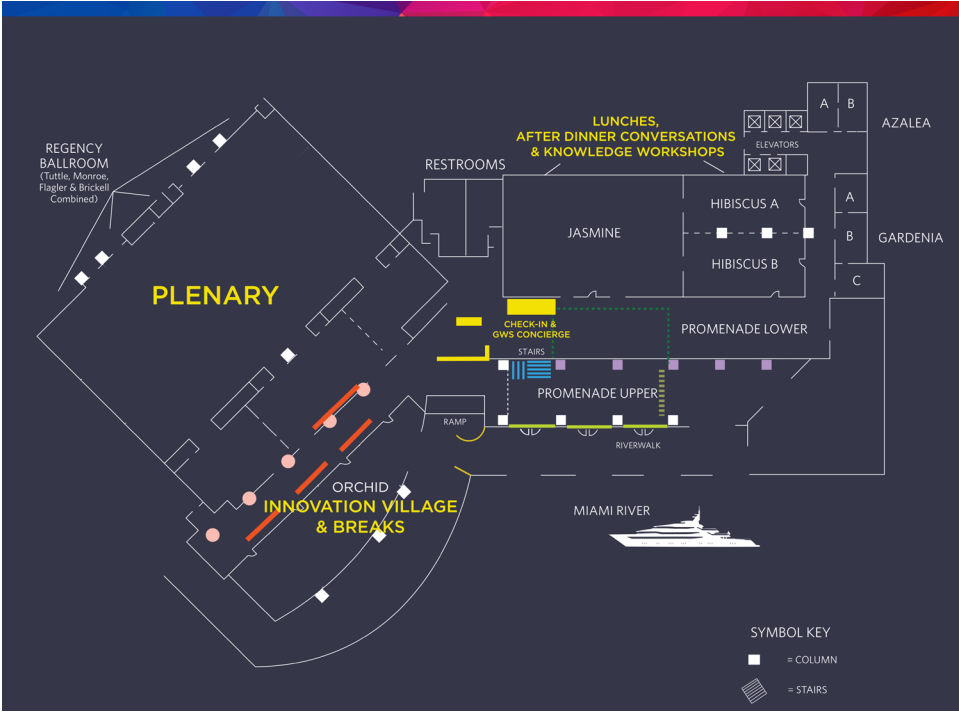 REGENCY
BALLROOM
(Tuttle, Monroe,
Flagler & Brickell
Combined)
PLENARY
RESTROOMS
LUNCHES,
AFTER DINNER CONVERSATIONS
& KNOWLEDGE WORKSHOPS
ELEVATORS
A B
AZALEA
JASMINE
HIBISCUS A
HIBISCUS B
A
B
GARDENIA
C
CHECK-IN &
GWS CONCIERGE
PROMENADE LOWER
STAIRS
PROMENADE UPPER
RAMP
RIVERWALK
ORCHID
INNOVATION VILLAGE
& BREAKS
MIAMI RIVER
SYMBOL KEY
= COLUMN
= STAIRS